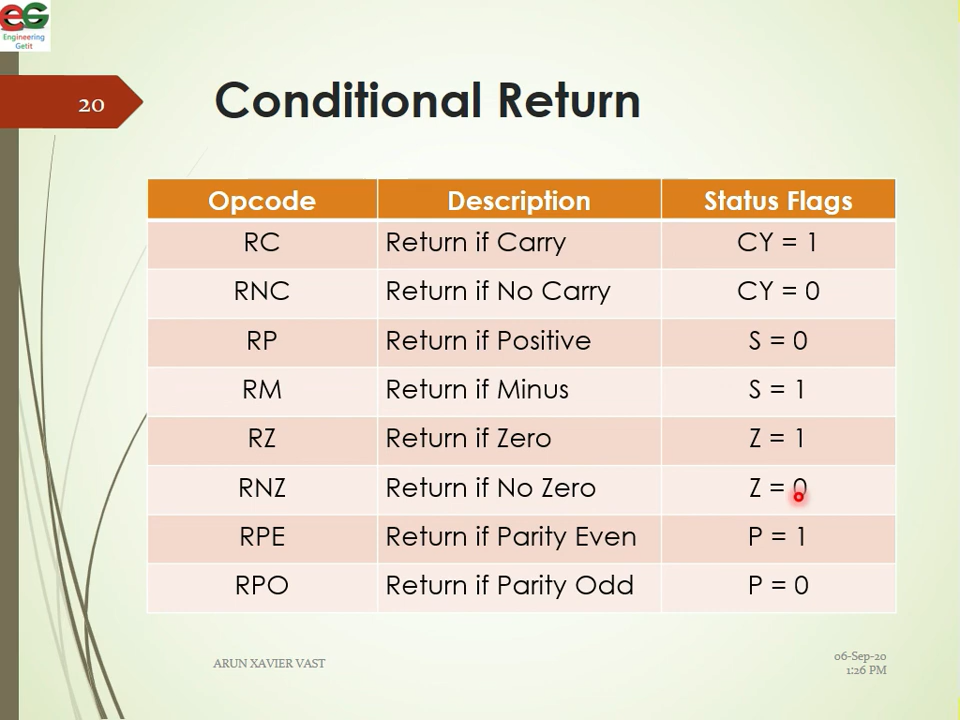 eG
Engineering
Getit
20
Conditional Return
Opcode Description Status Flags
RC Return if Carry CY = 1
RNC Return if No Carry CY = 0
RP Return if Positive S = 0
RM Return if Minus S = 1
RZ Return if Zero Z = 1
RNZ Return if No Zero Z = 0
RPE Return if Parity Even P = 1
RPO Return if Parity Odd P = 0
ARUN XAVIER VAST
06-Sep-20
1:26 PM